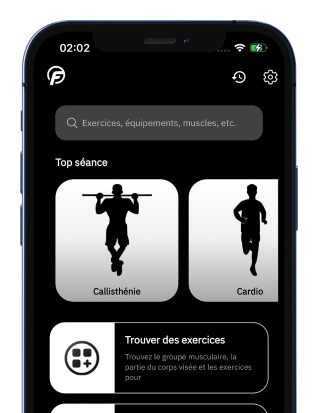 02:02
Exercices, équipements, muscles, etc.
Top séance
Callisthénie
Cardio
Trouver des exercices
Trouvez le groupe musculaire, la
partie du corps visée et les exercices
pour